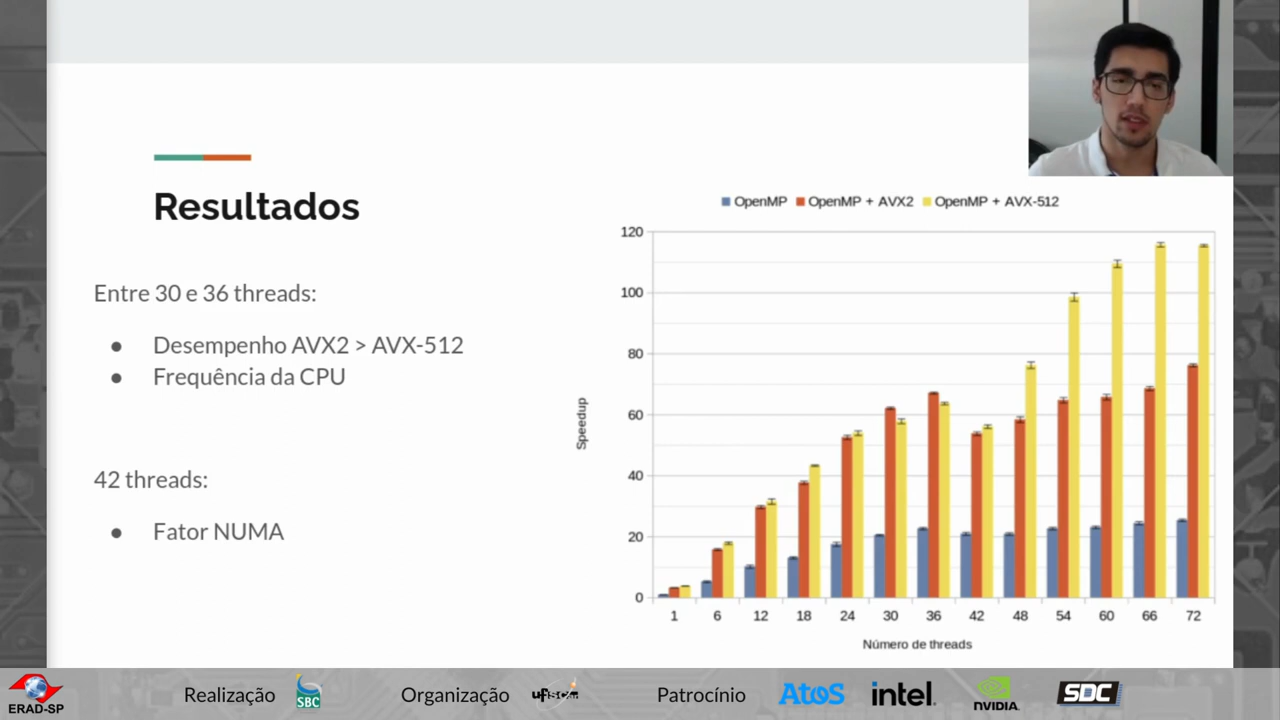 Resultados
Entre 30 e 36 threads:
● Desempenho AVX2 > AVX-512
● Frequência da CPU
42 threads:
● Fator NUMA
OpenMP OpenMP + AVX2 OpenMP + AVX-512
120
100
80
60
40
20
0
Speedup
1 6 12 18 24 30 36 42 48 54 60 66 72
Número de threads
ERAD-SP
Realização
SBC
Organização
ufscar
Patrocínio
Atos
intel.
NVIDIA.
SDC